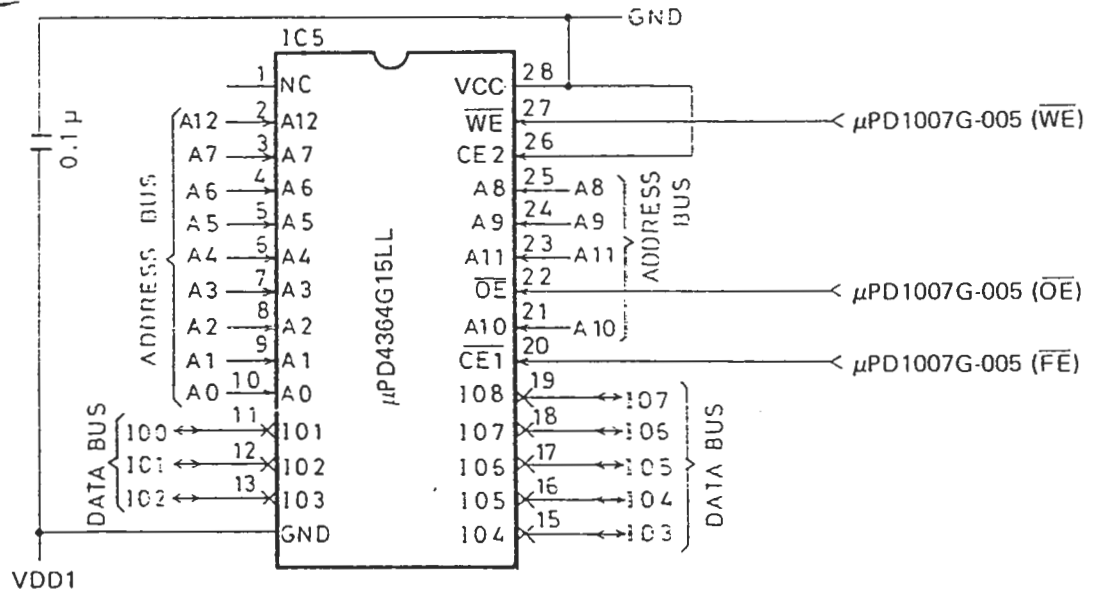 GND
IC5
1 NC
VCC 28
A12 2 A12
WE 27
µPD1007G-005 (WE)
A7 3 A7
CE2 26
A6 4 A6
A8 25 A8
A5 5 A5
A9 24 A9
A4 6 A4
A11 23 A11
A3 7 A3
OE 22
µPD1007G-005 (OE)
A2 8 A2
A10 21 A10
A1 9 A1
CE1 20
µPD1007G-005 (FE)
A0 10 A0
IO8 19 IO7
IO0 11 IO1
IO7 18 IO6
IO1 12 IO2
IO6 17 IO5
IO2 13 IO3
IO5 16 IO4
GND
IO4 15 IO3
0.1µ
ADDRESS BUS
DATA BUS
µPD4364G15LL
ADDRESS
BUS
DATA BUS
VDD1